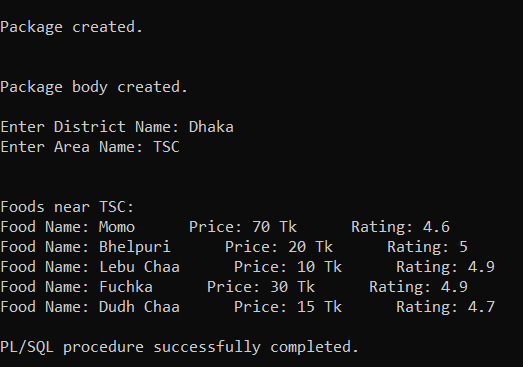 Package created.
Package body created.
Enter District Name: Dhaka
Enter Area Name: TSC
Foods near TSC:
Food Name: Momo Price: 70 Tk Rating: 4.6
Food Name: Bhelpuri Price: 20 Tk Rating: 5
Food Name: Lebu Chaa Price: 10 Tk Rating: 4.9
Food Name: Fuchka Price: 30 Tk Rating: 4.9
Food Name: Dudh Chaa Price: 15 Tk Rating: 4.7
PL/SQL procedure successfully completed.